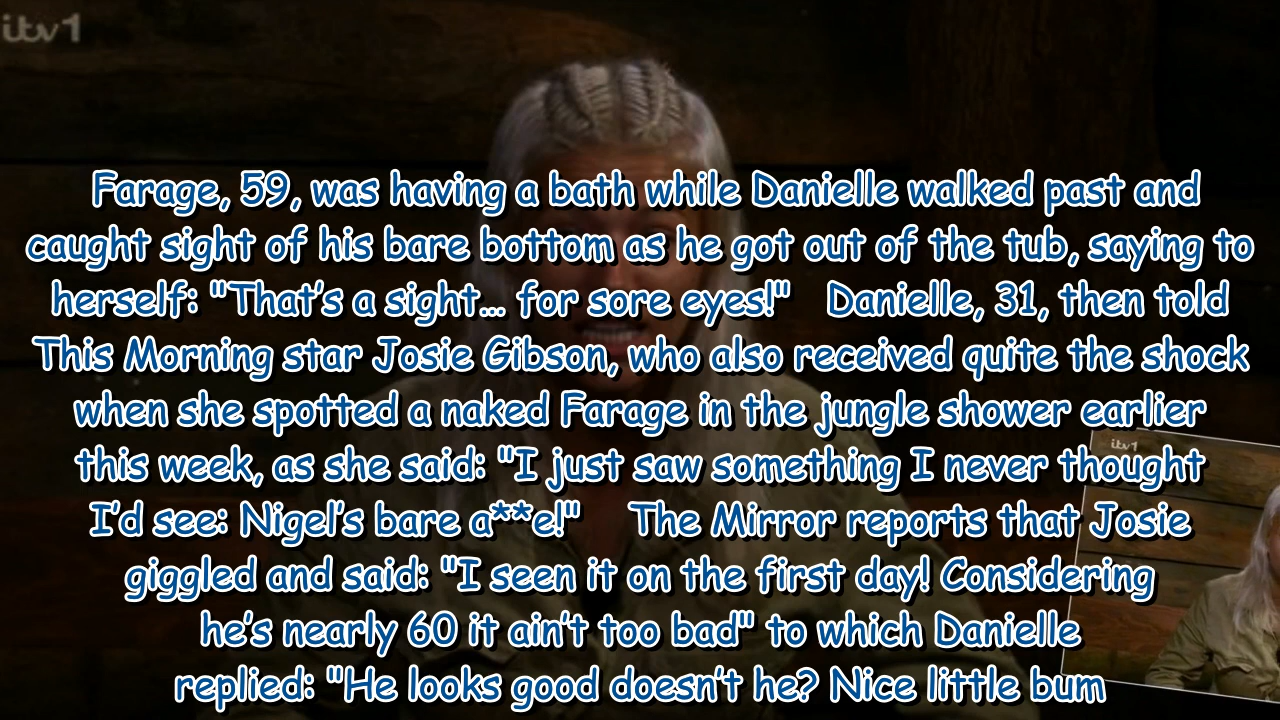 itv1
Farage, 59, was having a bath while Danielle walked past and
caught sight of his bare bottom as he got out of the tub, saying to
herself: "That's a sight... for sore eyes!" Danielle, 31, then told
This Morning star Josie Gibson, who also received quite the shock
when she spotted a naked Farage in the jungle shower earlier
itv1
this week, as she said: "I just saw something I never thought
I'd see: Nigel's bare a**e!" The Mirror reports that Josie
giggled and said: "I seen it on the first day! Considering
he's nearly 60 it ain't too bad" to which Danielle
replied: "He looks good doesn't he? Nice little bum